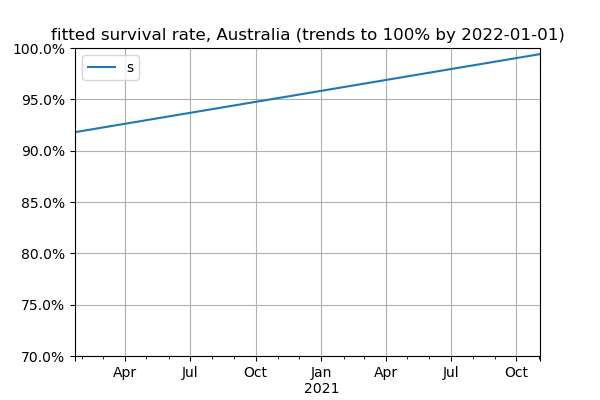 fitted survival rate, Australia (trends to 100% by 2022-01-01)
100.0%
s
95.0%
90.0%
85.0%
80.0%
75.0%
70.0%
Apr Jul Oct Jan Apr Jul Oct
2021